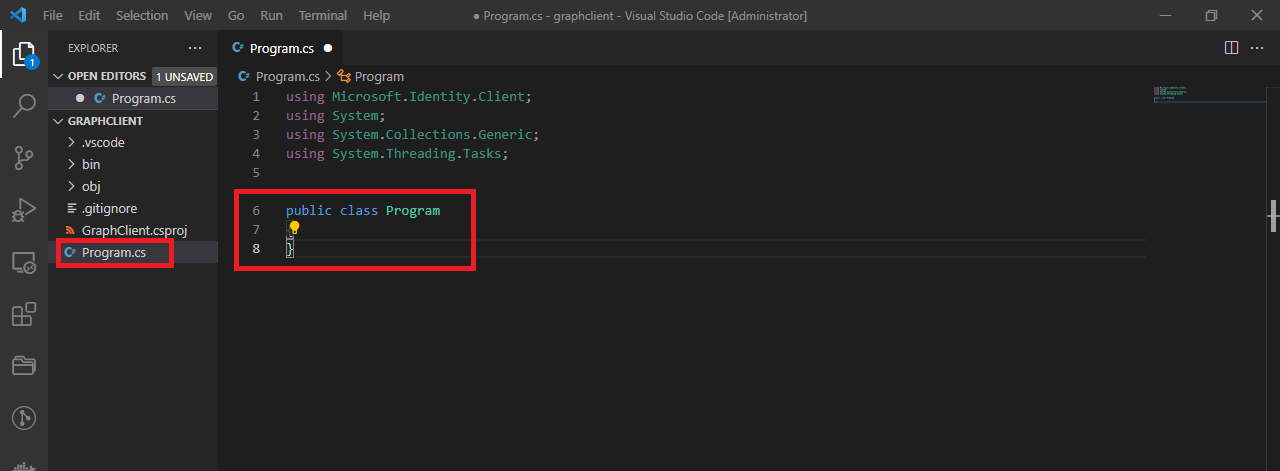 File Edit Selection View Go Run Terminal Help ● Program.cs - graphclient - Visual Studio Code [Administrator]
EXPLORER ···
Program.cs ●
OPEN EDITORS 1 UNSAVED
● Program.cs
GRAPHCLIENT
.vscode
bin
obj
.gitignore
GraphClient.csproj
Program.cs
1
Program.cs > Program
1 using Microsoft.Identity.Client;
2 using System;
3 using System.Collections.Generic;
4 using System.Threading.Tasks;
5
6 public class Program
7
8 }